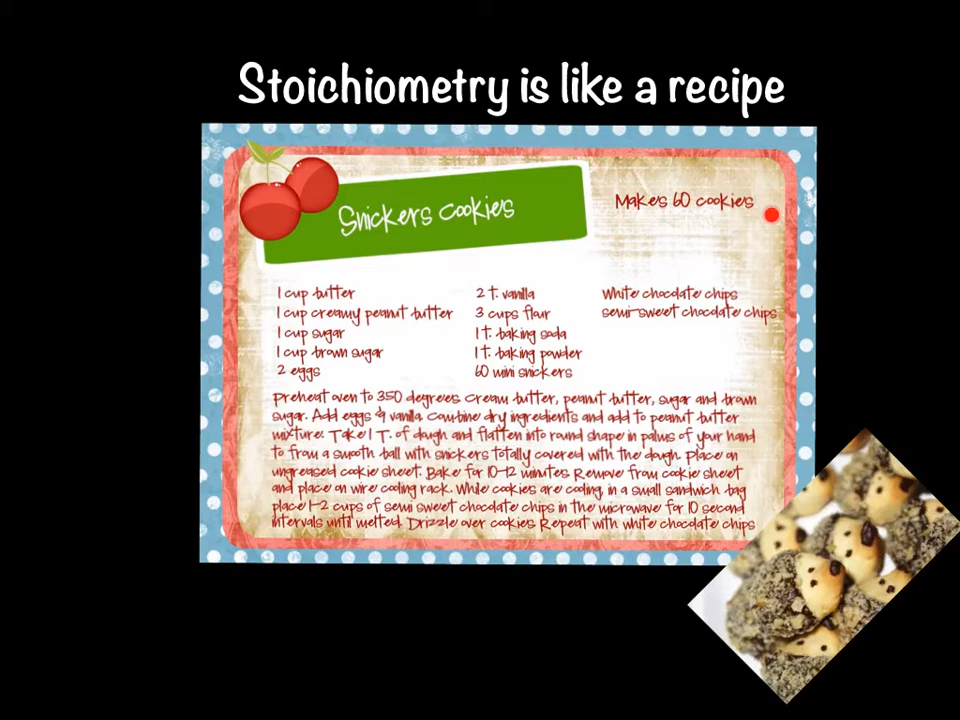 Stoichiometry is like a recipe
Snickers Cookies
Makes 60 cookies
1 cup butter
1 cup creamy peanut butter
1 cup sugar
1 cup brown sugar
2 eggs
2 t. vanilla
3 cups flour
1 t. baking soda
1 t. baking powder
60 mini snickers
white chocolate chips
semi-sweet chocolate chips
Preheat oven to 350 degrees. Cream butter, peanut butter, sugar and brown
sugar. Add eggs & vanilla. Combine dry ingredients and add to peanut butter
mixture. Take 1 T. of dough and flatten into round shape in palms of your hand
to from a smooth ball with snickers totally covered with the dough. Place on
ungreased cookie sheet. Bake for 10-12 minutes. Remove from cookie sheet
and place on wire cooling rack. While cookies are cooling, in a small sandwich bag
place 1-2 cups of semi sweet chocolate chips in the microwave for 10 second
intervals until melted. Drizzle over cookies. Repeat with white chocolate chips